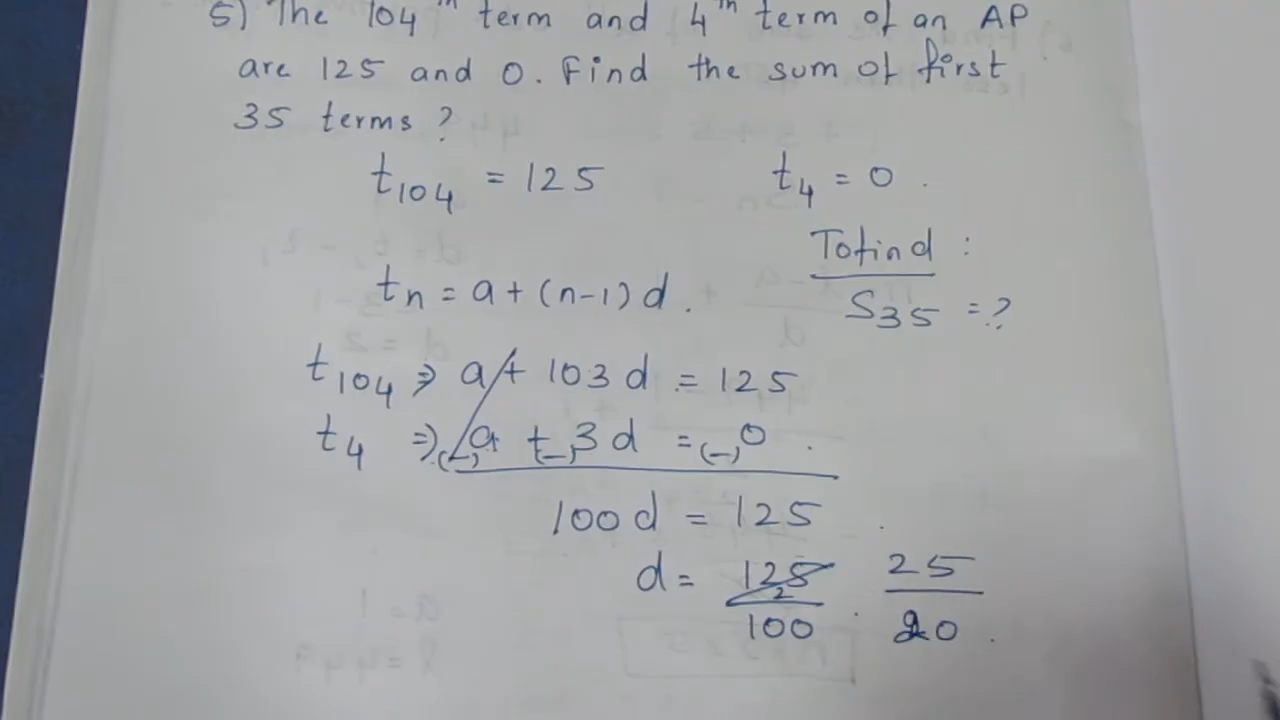 5) The 104th term and 4th term of an AP
are 125 and 0. Find the sum of first
35 terms ?
t104 = 125 t4 = 0 .
Tofind :
tn = a + (n-1) d . S35 = ?
t104 ⇒ a + 103 d = 125
t4 ⇒ (-) a + (-) 3 d = (-) 0 .
100 d = 125
d = 125/100 25/20 .